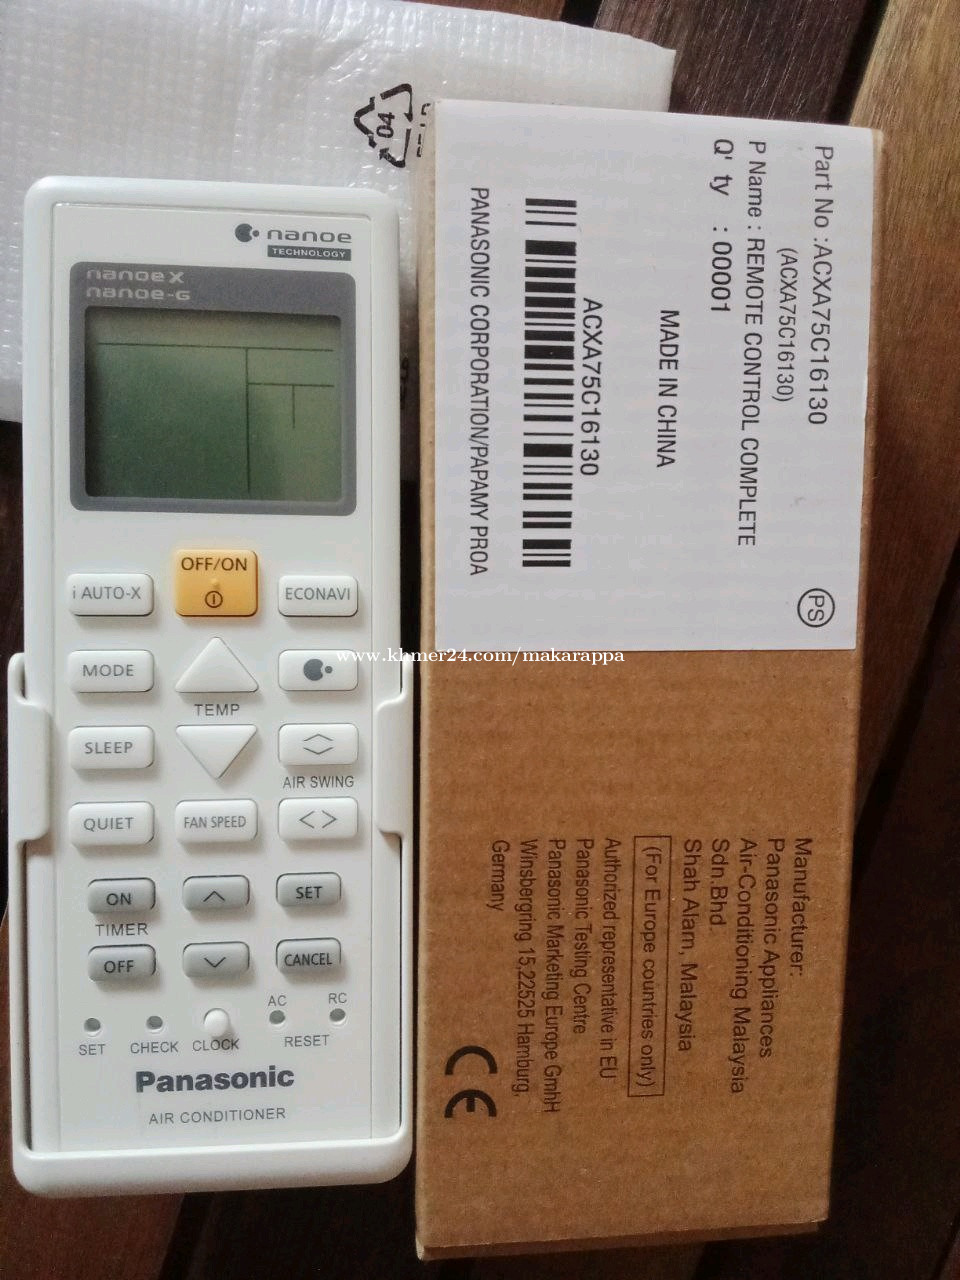 nanoe
TECHNOLOGY
nanoe X
nanoe-G
OFF/ON
i AUTO-X
ECONAVI
MODE
TEMP
SLEEP
AIR SWING
QUIET
FAN SPEED
ON
SET
TIMER
OFF
CANCEL
AC
RC
SET
CHECK
CLOCK
RESET
Panasonic
AIR CONDITIONER
04
Part No :ACXA75C16130
(ACXA75C16130)
P Name : REMOTE CONTROL COMPLETE
Q' ty : 00001
MADE IN CHINA
ACXA75C16130
PANASONIC CORPORATION/PAPAMY PROA
PS
www.khmer24.com/makarappa
Manufacturer:
Panasonic Appliances
Air-Conditioning Malaysia
Sdn.Bhd.
Shah Alam, Malaysia
(For Europe countries only)
Authorized representative in EU
Panasonic Testing Centre
Panasonic Marketing Europe GmbH
Winsbergring 15,22525 Hamburg,
Germany
CE